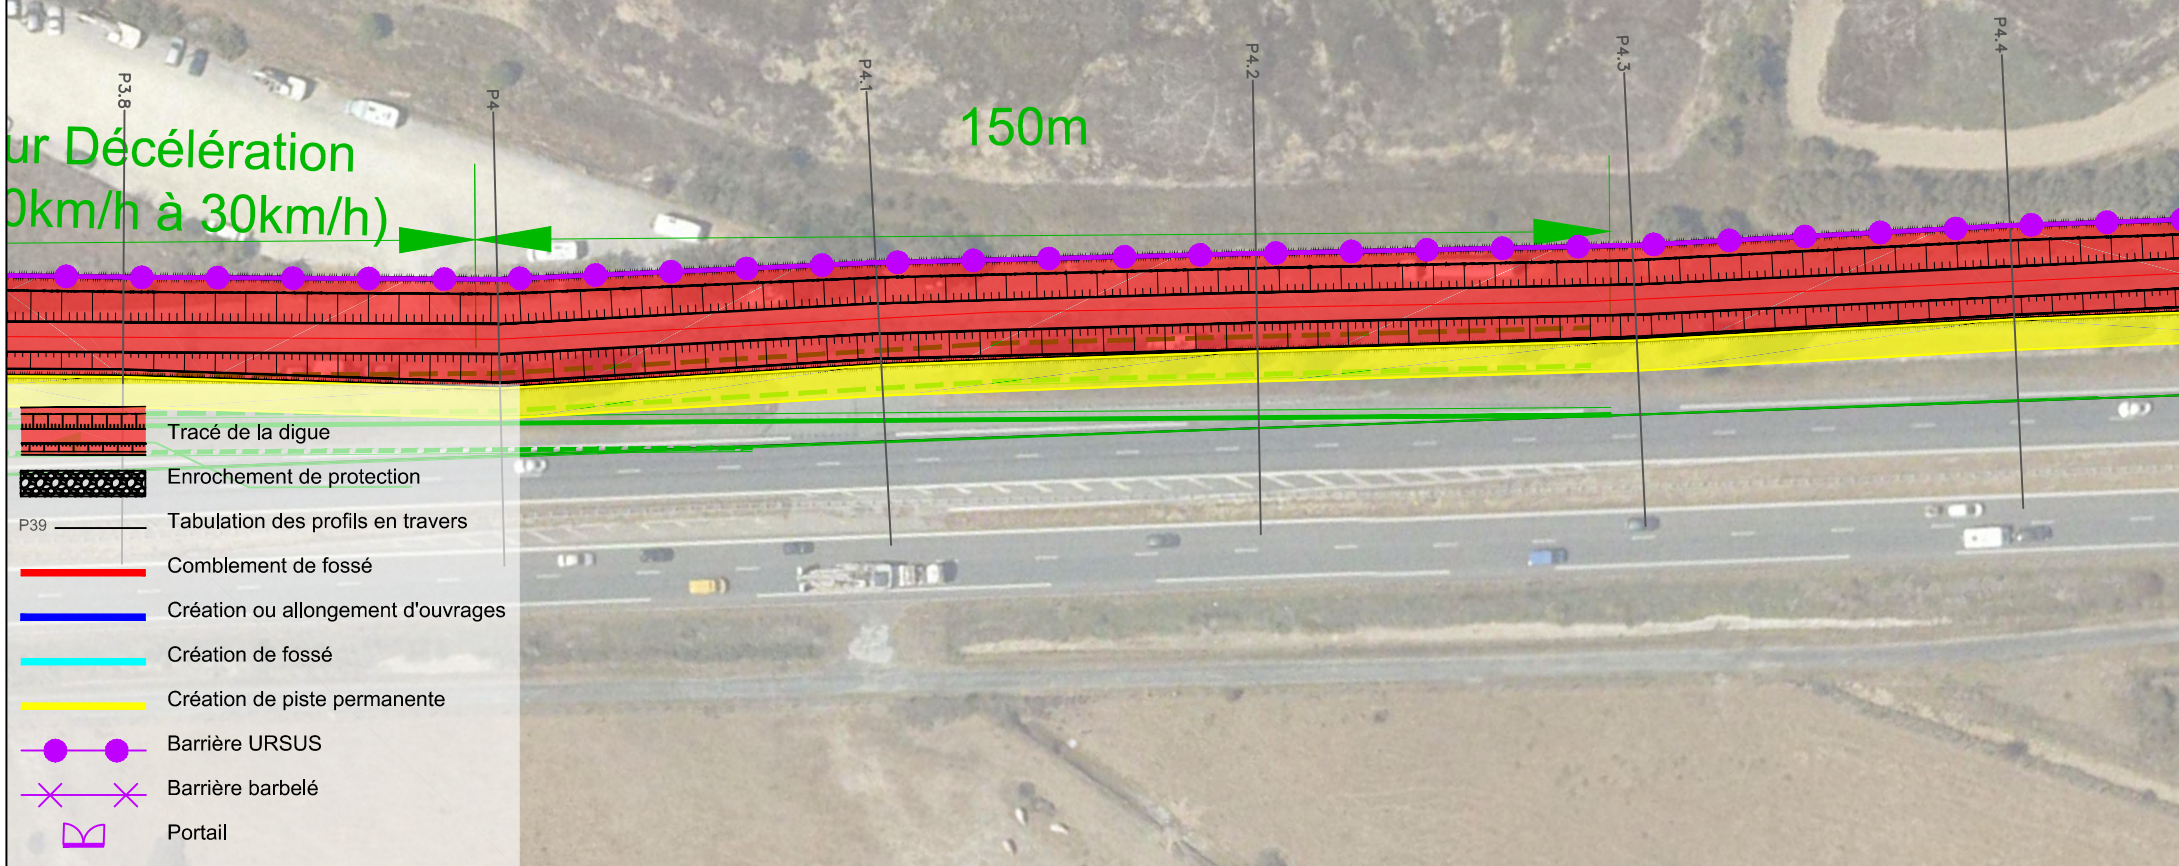 P3.8
P4
P4.1
P4.2
P4.3
P4.4
150m
ur Décélération
0km/h à 30km/h)
Tracé de la digue
Enrochement de protection
P39
Tabulation des profils en travers
Comblement de fossé
Création ou allongement d'ouvrages
Création de fossé
Création de piste permanente
Barrière URSUS
Barrière barbelé
Portail